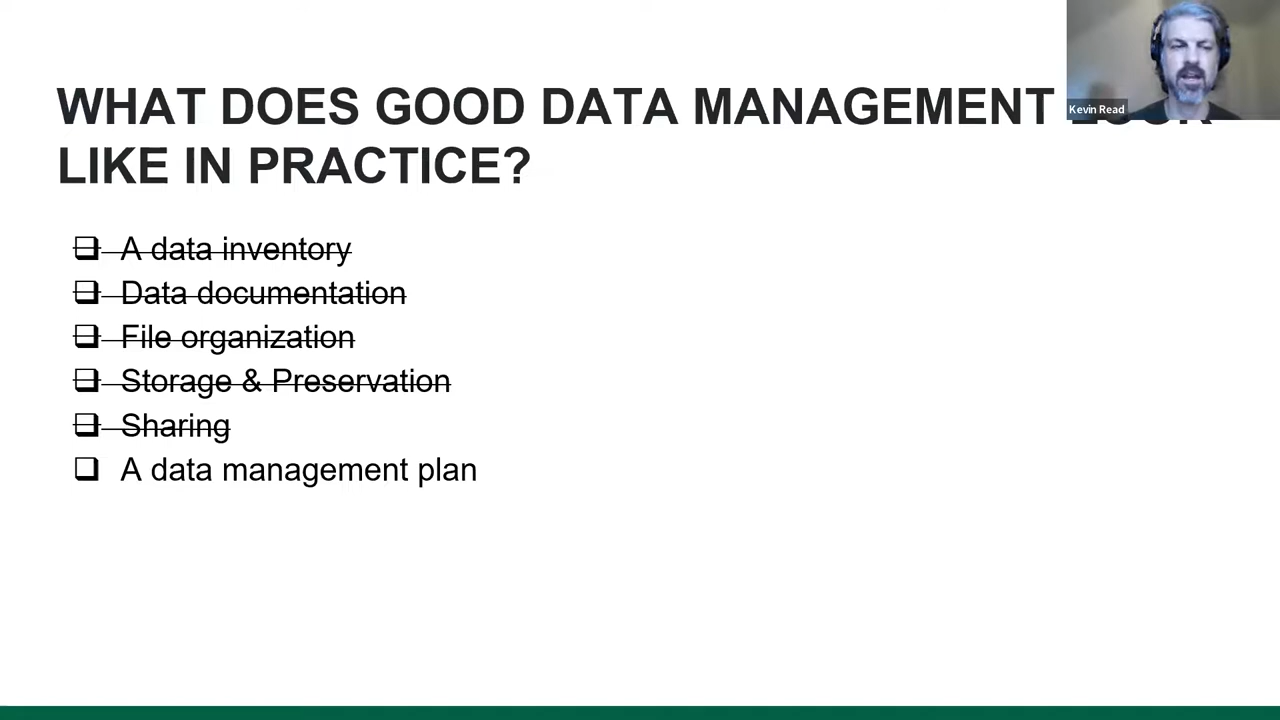 WHAT DOES GOOD DATA MANAGEMENT
LIKE IN PRACTICE?
Kevin Read
A data inventory
Data documentation
File organization
Storage & Preservation
Sharing
A data management plan